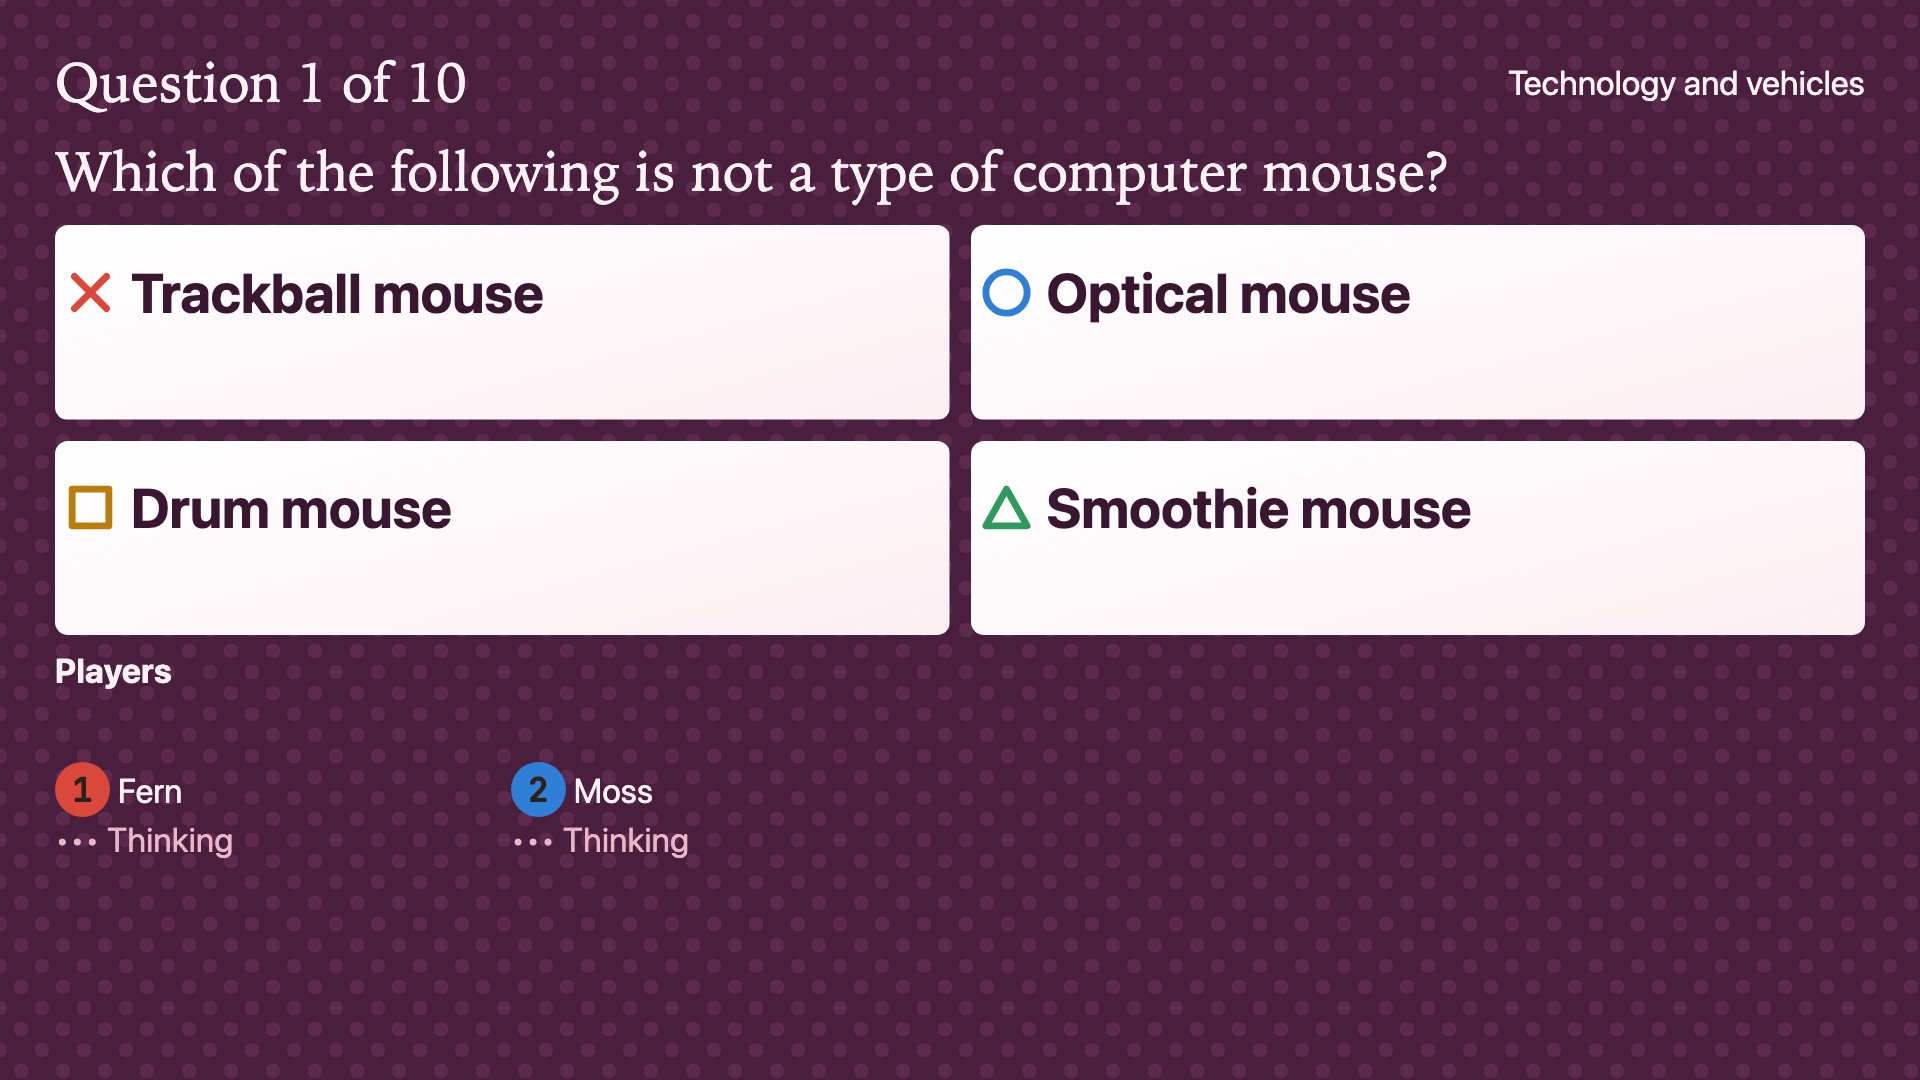 Question 1 of 10
Technology and vehicles
Which of the following is not a type of computer mouse?
Trackball mouse
Optical mouse
Drum mouse
Smoothie mouse
Players
1 Fern
... Thinking
2 Moss
... Thinking